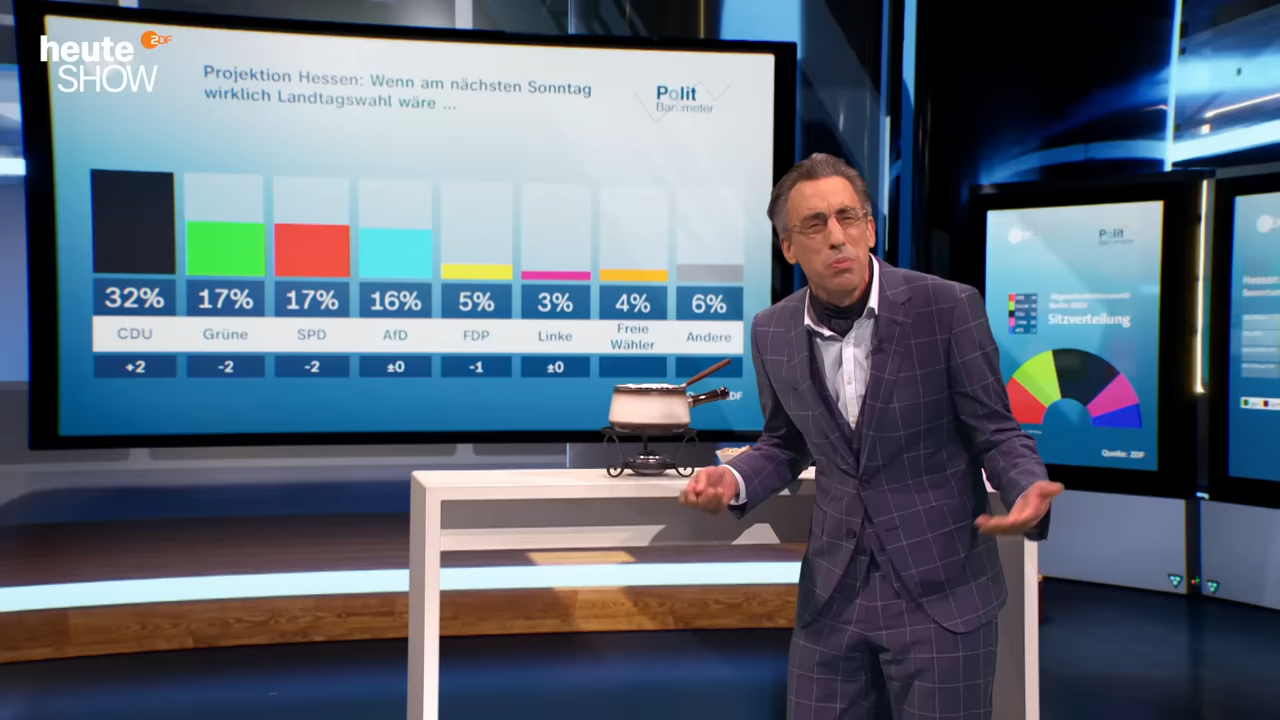 heute
ZDF
SHOW
Projektion Hessen: Wenn am nächsten Sonntag
wirklich Landtagswahl wäre ...
Polit
Barometer
32% 17% 17% 16% 5% 3% 4% 6%
CDU Grüne SPD AfD FDP Linke Freie Wähler Andere
+2 -2 -2 ±0 -1 ±0
ZDF
Polit
Barometer
Sitzverteilung
Quelle: ZDF